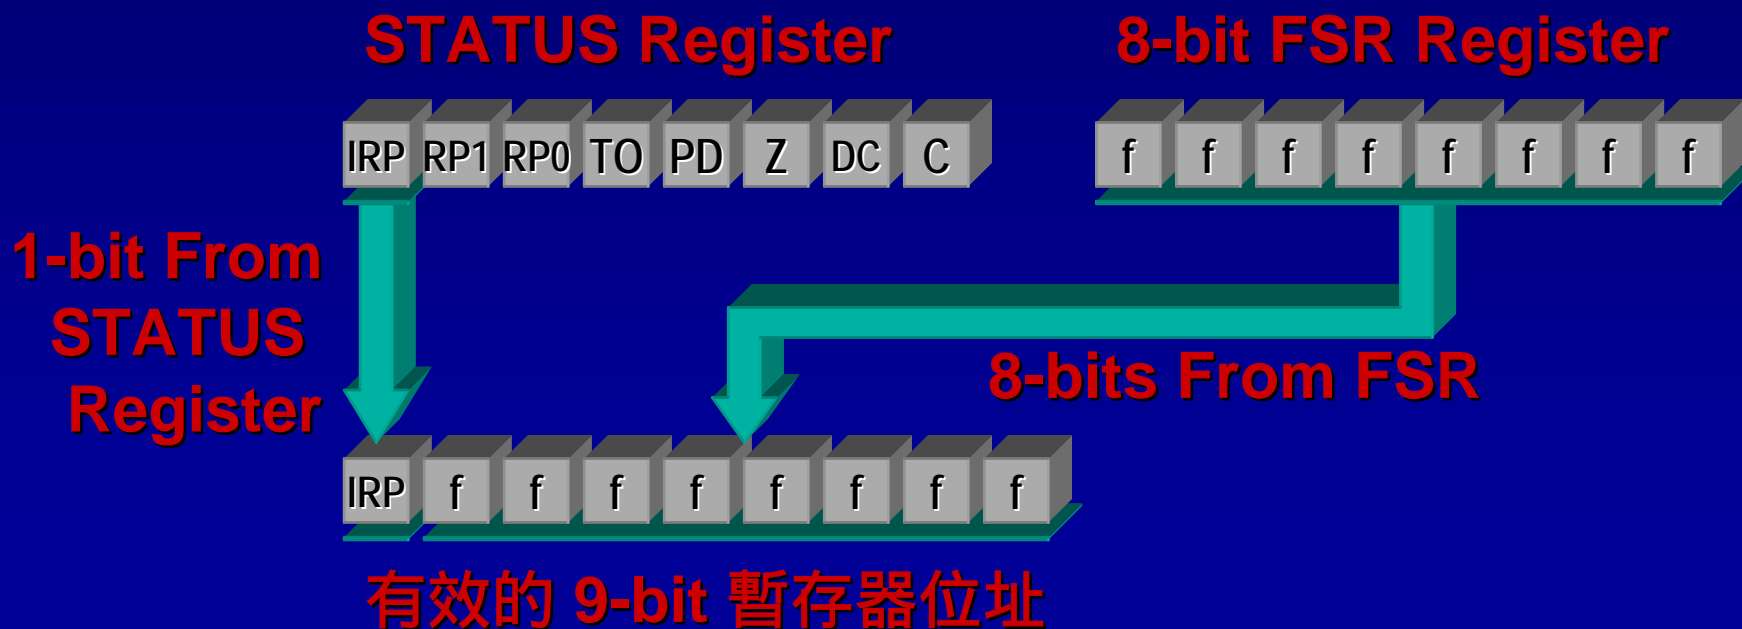 STATUS Register
8-bit FSR Register
IRP RP1 RP0 TO PD Z DC C
f f f f f f f f
1-bit From
STATUS
Register
8-bits From FSR
IRP f f f f f f f f
有效的 9-bit 暫存器位址